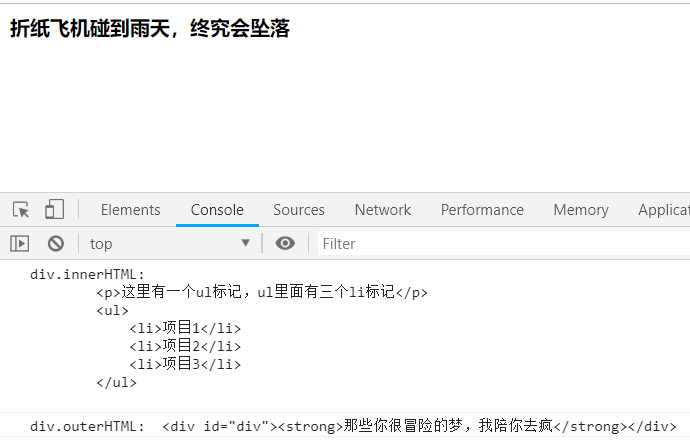 折纸飞机碰到雨天，终究会坠落
Elements Console Sources Network Performance Memory Applicat
top Filter
div.innerHTML:
<p>这里有一个ul标记，ul里面有三个li标记</p>
<ul>
<li>项目1</li>
<li>项目2</li>
<li>项目3</li>
</ul>
div.outerHTML: <div id="div"><strong>那些你很冒险的梦，我陪你去疯</strong></div>